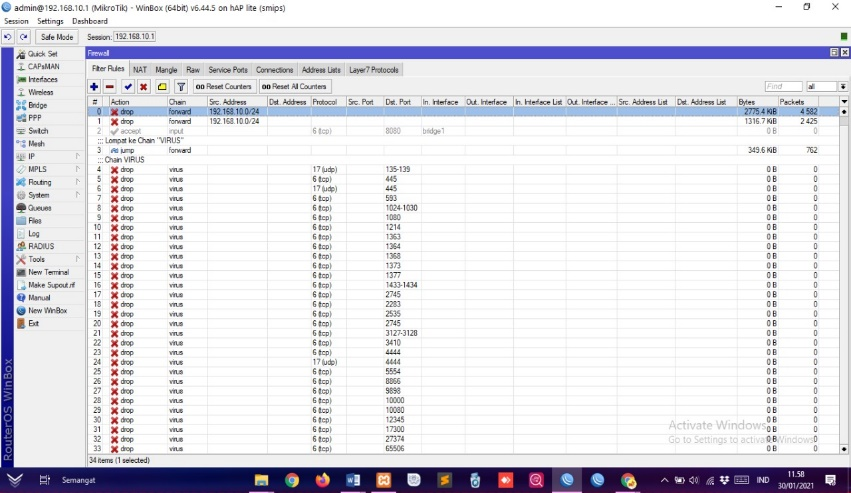 admin@192.168.10.1 (MikroTik) - WinBox (64bit) v6.44.5 on hAP lite (smips)
Session Settings Dashboard
Safe Mode Session: 192.168.10.1
Quick Set
CAPsMAN
Interfaces
Wireless
Bridge
PPP
Switch
Mesh
IP
MPLS
Routing
System
Queues
Files
Log
RADIUS
Tools
New Terminal
Make Supout.rif
Manual
New WinBox
Exit
RouterOS WinBox
Firewall
Filter Rules NAT Mangle Raw Service Ports Connections Address Lists Layer7 Protocols
00 Reset Counters 00 Reset All Counters Find all
# Action Chain Src. Address Dst. Address Protocol Src. Port Dst. Port In. Interface Out. Interface In. Interface List Out. Interface ... Src. Address List Dst. Address List Bytes Packets
0 drop forward 192.168.10.0/24 2775.4 KiB 4 582
1 drop forward 192.168.10.0/24 1316.7 KiB 2 425
2 accept input 6 (tcp) 8080 bridge1 0 B 0
::: Lompat ke Chain "VIRUS"
3 jump forward 349.6 KiB 762
::: Chain VIRUS
4 drop virus 17 (udp) 135-139 0 B 0
5 drop virus 6 (tcp) 445 0 B 0
6 drop virus 17 (udp) 445 0 B 0
7 drop virus 6 (tcp) 593 0 B 0
8 drop virus 6 (tcp) 1024-1030 0 B 0
9 drop virus 6 (tcp) 1080 0 B 0
10 drop virus 6 (tcp) 1214 0 B 0
11 drop virus 6 (tcp) 1363 0 B 0
12 drop virus 6 (tcp) 1364 0 B 0
13 drop virus 6 (tcp) 1368 0 B 0
14 drop virus 6 (tcp) 1373 0 B 0
15 drop virus 6 (tcp) 1377 0 B 0
16 drop virus 6 (tcp) 1433-1434 0 B 0
17 drop virus 6 (tcp) 2745 0 B 0
18 drop virus 6 (tcp) 2283 0 B 0
19 drop virus 6 (tcp) 2535 0 B 0
20 drop virus 6 (tcp) 2745 0 B 0
21 drop virus 6 (tcp) 3127-3128 0 B 0
22 drop virus 6 (tcp) 3410 0 B 0
23 drop virus 6 (tcp) 4444 0 B 0
24 drop virus 17 (udp) 4444 0 B 0
25 drop virus 6 (tcp) 5554 0 B 0
26 drop virus 6 (tcp) 8866 0 B 0
27 drop virus 6 (tcp) 9898 0 B 0
28 drop virus 6 (tcp) 10000 0 B 0
29 drop virus 6 (tcp) 10080 0 B 0
30 drop virus 6 (tcp) 12345 0 B 0
31 drop virus 6 (tcp) 17300 0 B 0
32 drop virus 6 (tcp) 27374 0 B 0
33 drop virus 6 (tcp) 65506 0 B 0
Activate Windows
Go to Settings to activate Windows.
34 items (1 selected)
Semangat IND 11.58
30/01/2021